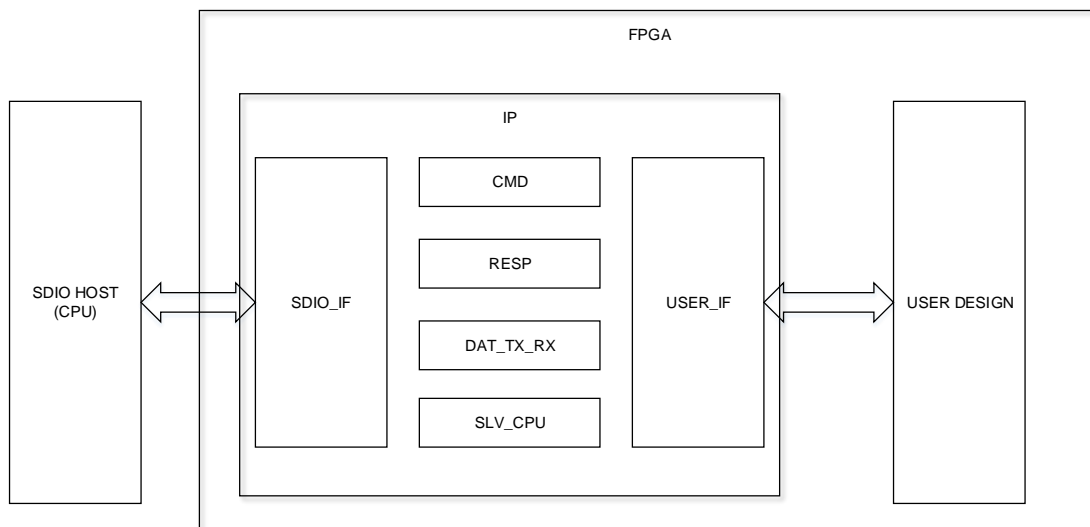 FPGA
IP
SDIO HOST
(CPU)
SDIO_IF
CMD
RESP
DAT_TX_RX
SLV_CPU
USER_IF
USER DESIGN